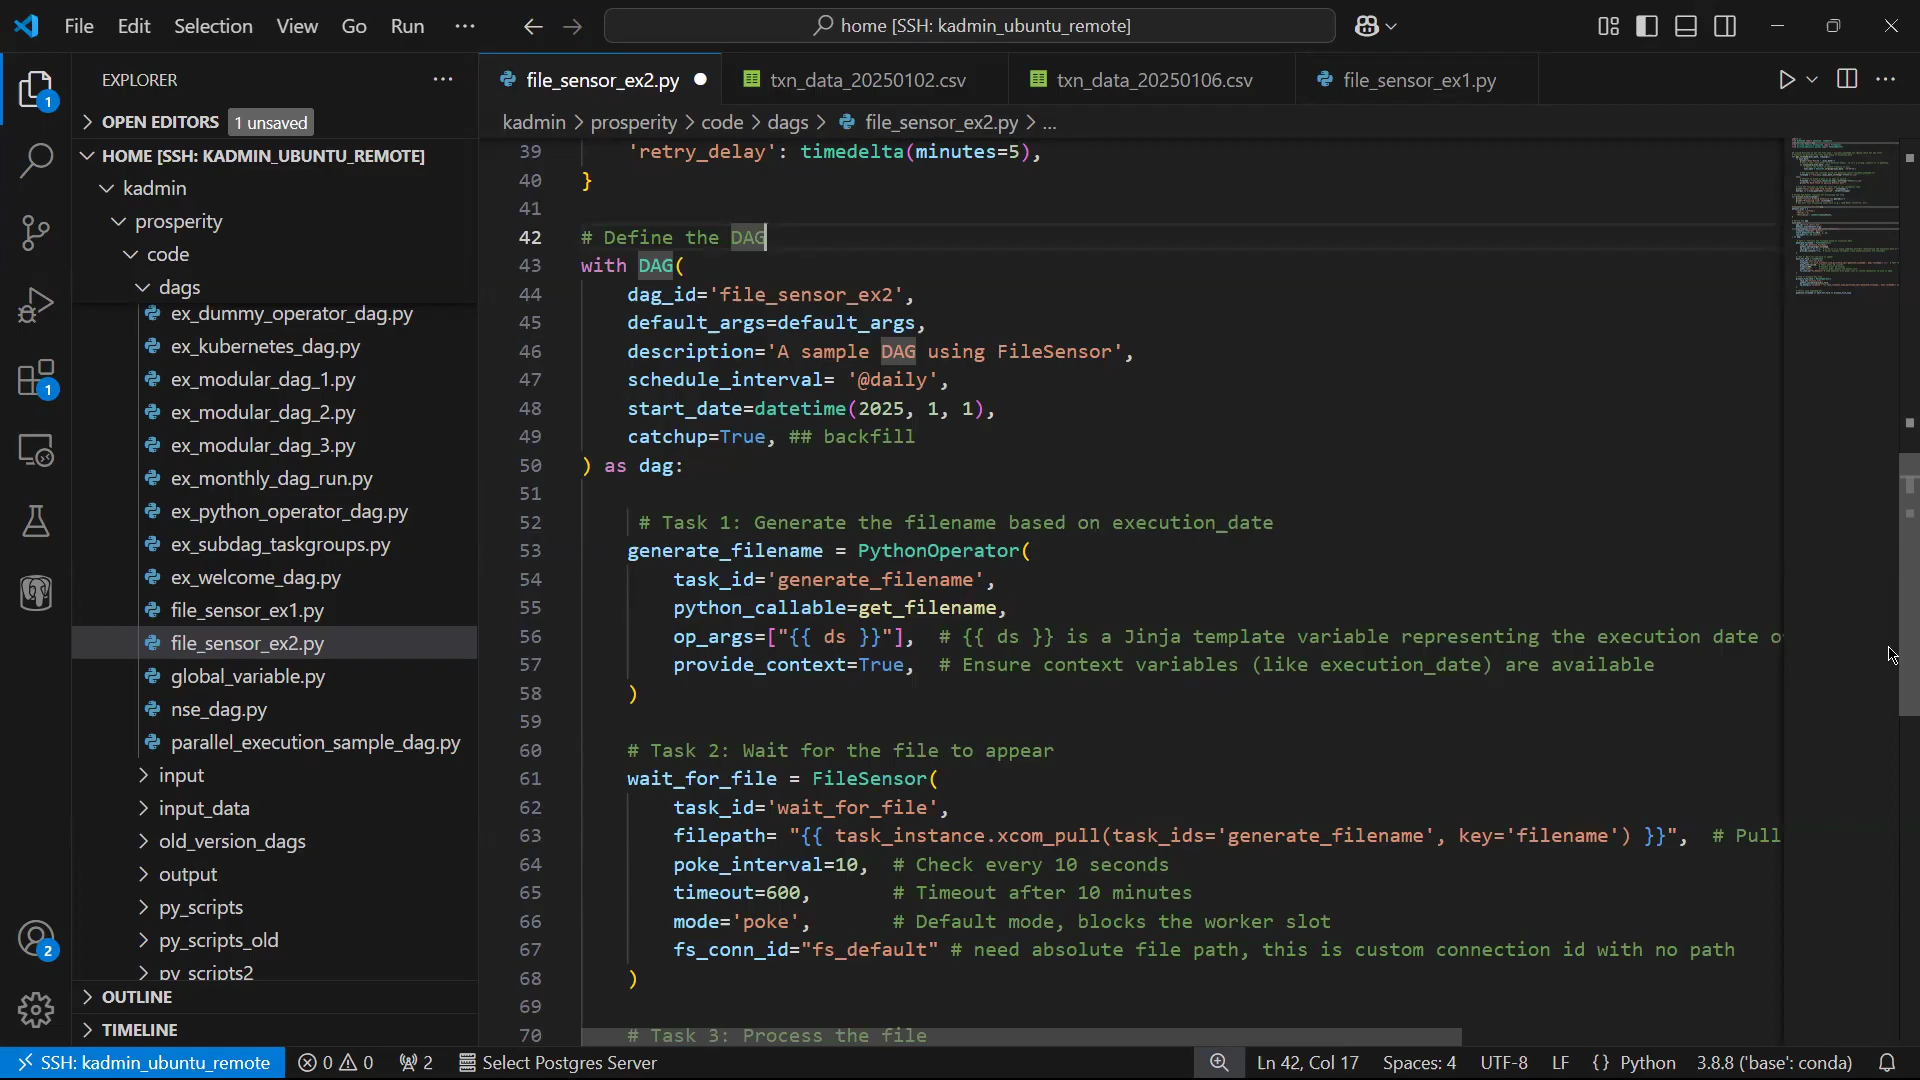 File Edit Selection View Go Run ···
home [SSH: kadmin_ubuntu_remote]
EXPLORER
OPEN EDITORS 1 unsaved
HOME [SSH: KADMIN_UBUNTU_REMOTE]
kadmin
prosperity
code
dags
ex_dummy_operator_dag.py
ex_kubernetes_dag.py
ex_modular_dag_1.py
ex_modular_dag_2.py
ex_modular_dag_3.py
ex_monthly_dag_run.py
ex_python_operator_dag.py
ex_subdag_taskgroups.py
ex_welcome_dag.py
file_sensor_ex1.py
file_sensor_ex2.py
global_variable.py
nse_dag.py
parallel_execution_sample_dag.py
input
input_data
old_version_dags
output
py_scripts
py_scripts_old
py_scripts2
OUTLINE
TIMELINE
1
1
2
file_sensor_ex2.py txn_data_20250102.csv txn_data_20250106.csv file_sensor_ex1.py
kadmin > prosperity > code > dags > file_sensor_ex2.py > ...
39 'retry_delay': timedelta(minutes=5),
40 }
41
42 # Define the DAG
43 with DAG(
44 dag_id='file_sensor_ex2',
45 default_args=default_args,
46 description='A sample DAG using FileSensor',
47 schedule_interval= '@daily',
48 start_date=datetime(2025, 1, 1),
49 catchup=True, ## backfill
50 ) as dag:
51
52 # Task 1: Generate the filename based on execution_date
53 generate_filename = PythonOperator(
54 task_id='generate_filename',
55 python_callable=get_filename,
56 op_args=["{{ ds }}"], # {{ ds }} is a Jinja template variable representing the execution date o
57 provide_context=True, # Ensure context variables (like execution_date) are available
58 )
59
60 # Task 2: Wait for the file to appear
61 wait_for_file = FileSensor(
62 task_id='wait_for_file',
63 filepath= "{{ task_instance.xcom_pull(task_ids='generate_filename', key='filename') }}", # Pull
64 poke_interval=10, # Check every 10 seconds
65 timeout=600, # Timeout after 10 minutes
66 mode='poke', # Default mode, blocks the worker slot
67 fs_conn_id="fs_default" # need absolute file path, this is custom connection id with no path
68 )
69
70 # Task 3: Process the file
SSH: kadmin_ubuntu_remote 0 0 2 Select Postgres Server Ln 42, Col 17 Spaces: 4 UTF-8 LF {} Python 3.8.8 ('base': conda)